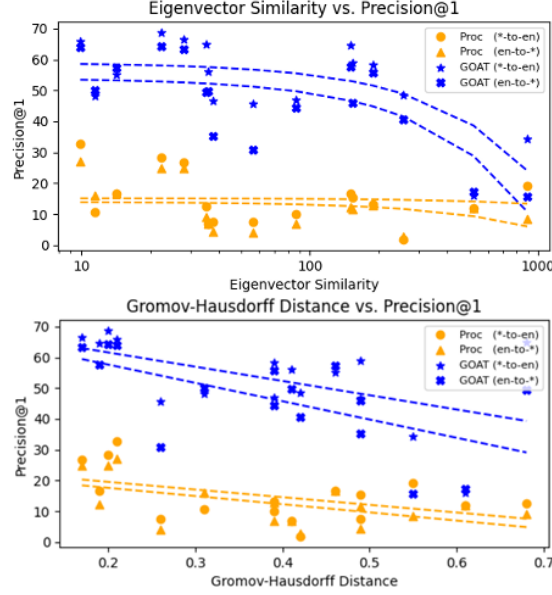 Eigenvector Similarity vs. Precision@1
Precision@1
70
60
50
40
30
20
10
0
Proc (*-to-en)
Proc (en-to-*)
GOAT (*-to-en)
GOAT (en-to-*)
10
100
1000
Eigenvector Similarity
Gromov-Hausdorff Distance vs. Precision@1
Precision@1
70
60
50
40
30
20
10
0
Proc (*-to-en)
Proc (en-to-*)
GOAT (*-to-en)
GOAT (en-to-*)
0.2
0.3
0.4
0.5
0.6
0.7
Gromov-Hausdorff Distance